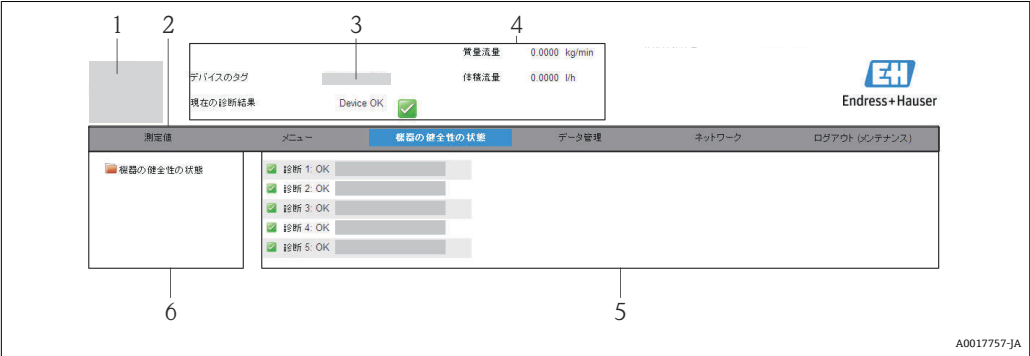 1 2 3 4
質量流量 0.0000 kg/min
デバイスのタグ 体積流量 0.0000 l/h
現在の診断結果 Device OK
EH
Endress+Hauser
測定値 メニュー 機器の健全性の状態 データ管理 ネットワーク ログアウト (メンテナンス)
機器の健全性の状態 診断 1: OK
診断 2: OK
診断 3: OK
診断 4: OK
診断 5: OK
6 5
A0017757-JA